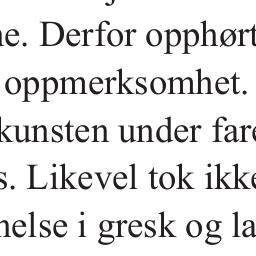 ne. Derfor opphørt
oppmerksomhet.
kunsten under fare
s. Likevel tok ikke
nelse i gresk og la